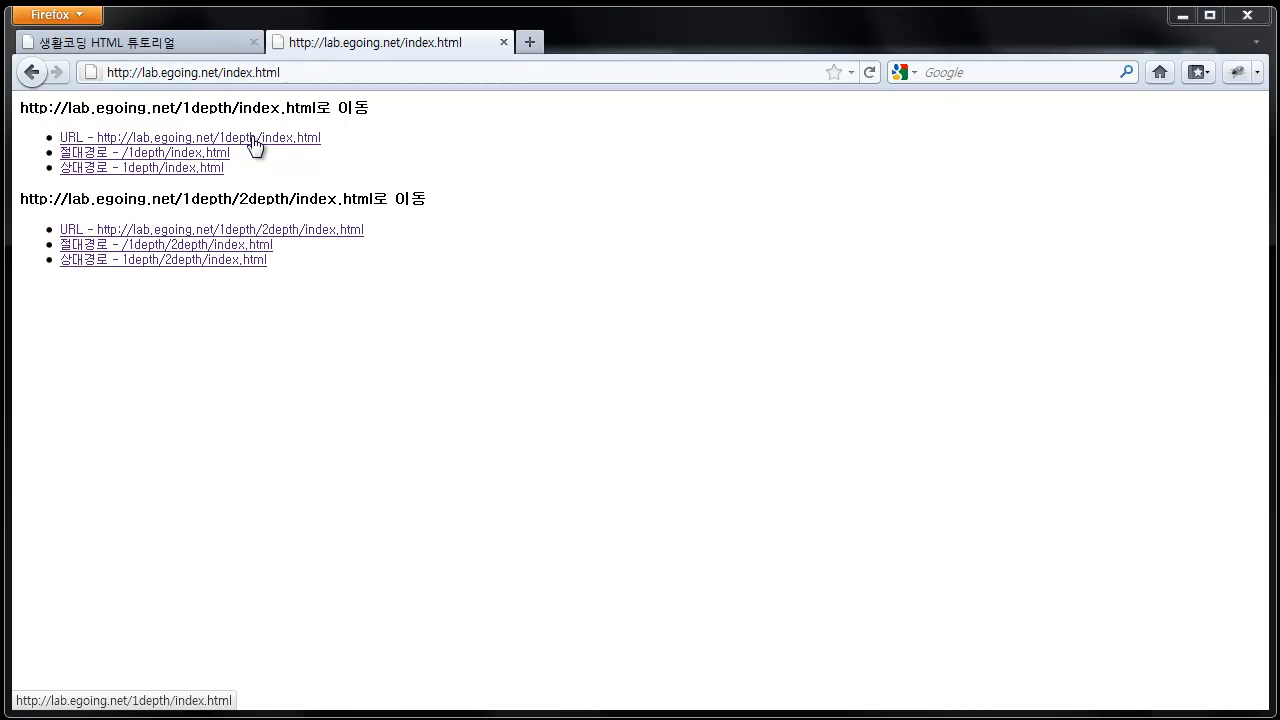 Firefox
생활코딩 HTML 튜토리얼
http://lab.egoing.net/index.html
http://lab.egoing.net/index.html
Google
http://lab.egoing.net/1depth/index.html로 이동
URL - http://lab.egoing.net/1depth/index.html
절대경로 - /1depth/index.html
상대경로 - 1depth/index.html
http://lab.egoing.net/1depth/2depth/index.html로 이동
URL - http://lab.egoing.net/1depth/2depth/index.html
절대경로 - /1depth/2depth/index.html
상대경로 - 1depth/2depth/index.html
http://lab.egoing.net/1depth/index.html